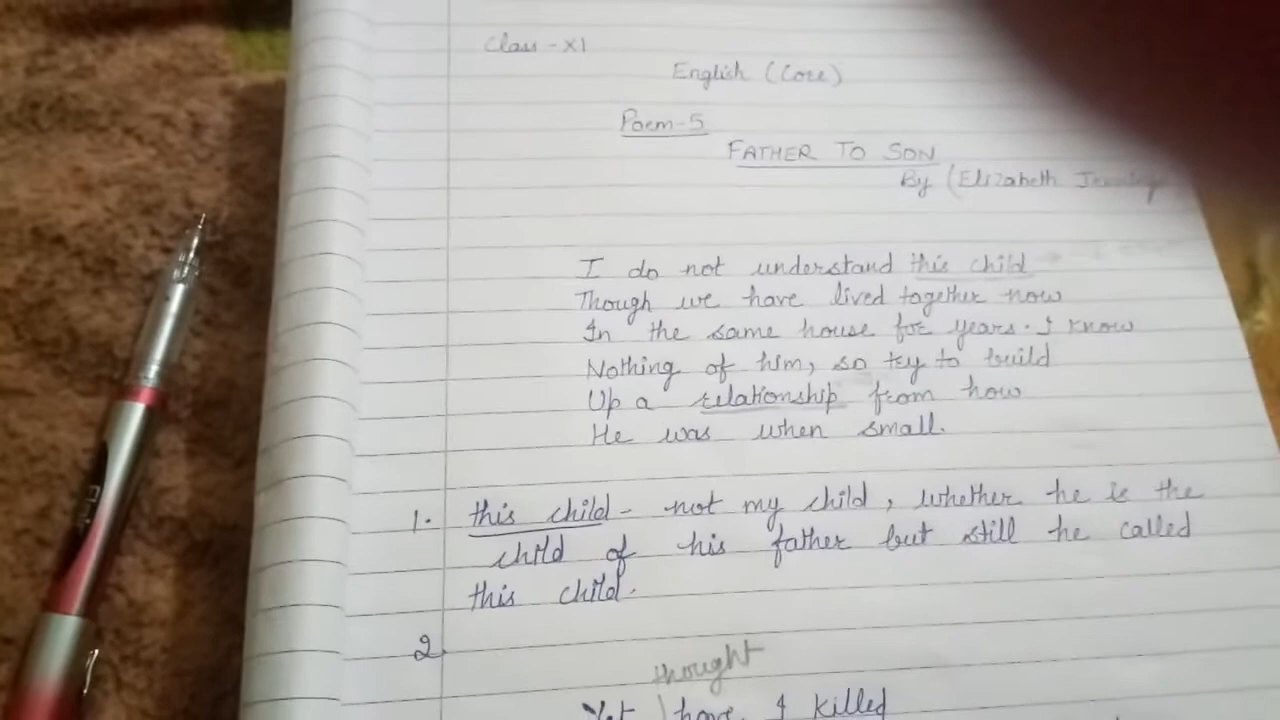 Class - XI
English (Core)
Poem-5
FATHER TO SON
By (Elizabeth
I do not understand this child
Though we have lived together now
In the same house for years. I know
Nothing of him, so try to build
Up a relationship from how
He was when small.
1. this child - not my child, whether he is the
child of his father but still he called
this child.
2
thought
Yet have I killed